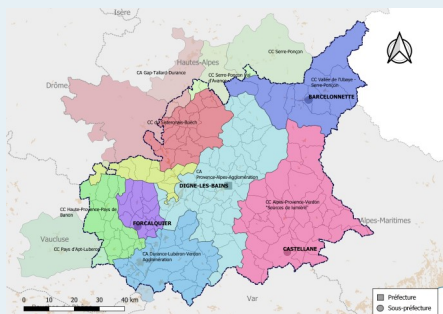 Isère
Hautes-Alpes
CC Serre-Ponçon
CA Gap-Tallard-Durance
CC Serre-Ponçon Val
d'Avance
CC Vallée de l'Ubaye -
Serre-Ponçon
Drôme
BARCELONNETTE
CC du Sisteronais-Buëch
CA
Provence-Alpes-Agglomération
DIGNE-LES-BAINS
CC Haute-Provence-Pays de
Banon
CC Alpes-Provence-Verdon
"Sources de lumière"
Alpes-Maritimes
FORCALQUIER
Vaucluse
CC Pays d'Apt-Luberon
CASTELLANE
CA Durance-Luberon-Verdon
Agglomération
Var
0 10 20 30 40 km
Préfecture
Sous-préfecture